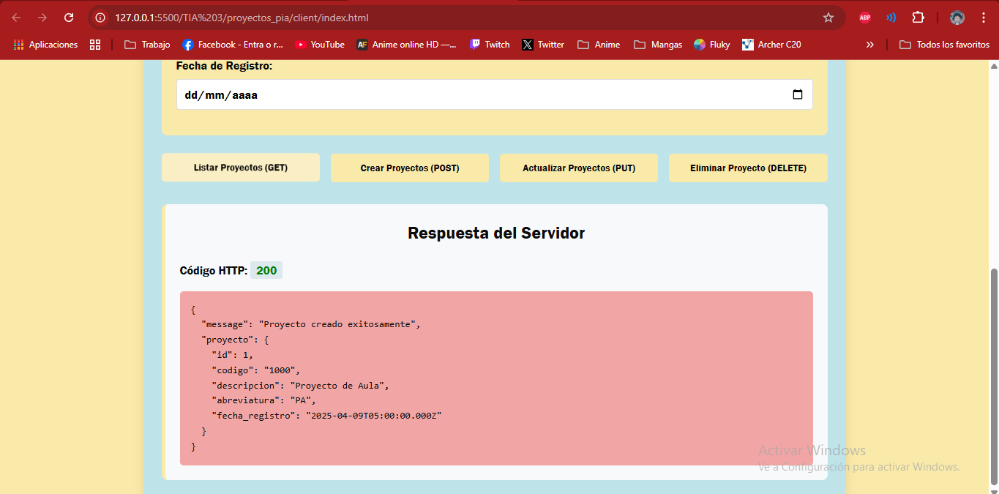 127.0.0.1:5500/TIA%203/proyectos_pia/client/index.html
ABP
Aplicaciones
Trabajo
Facebook - Entra o r...
YouTube
AF Anime online HD —...
Twitch
Twitter
Anime
Mangas
Fluky
Archer C20
»
Todos los favoritos
Fecha de Registro:
dd/mm/aaaa
Listar Proyectos (GET)
Crear Proyectos (POST)
Actualizar Proyectos (PUT)
Eliminar Proyecto (DELETE)
Respuesta del Servidor
Código HTTP: 200
{
"message": "Proyecto creado exitosamente",
"proyecto": {
"id": 1,
"codigo": "1000",
"descripcion": "Proyecto de Aula",
"abreviatura": "PA",
"fecha_registro": "2025-04-09T05:00:00.000Z"
}
}
Activar Windows
Ve a Configuración para activar Windows.